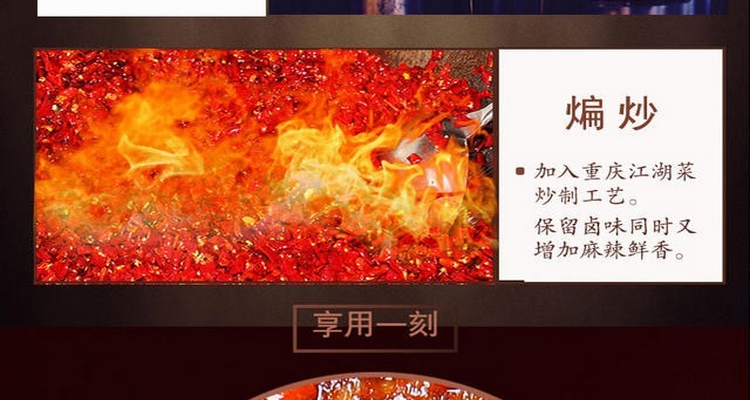 煸炒
加入重庆江湖菜
炒制工艺。
保留卤味同时又
增加麻辣鲜香。
享用一刻